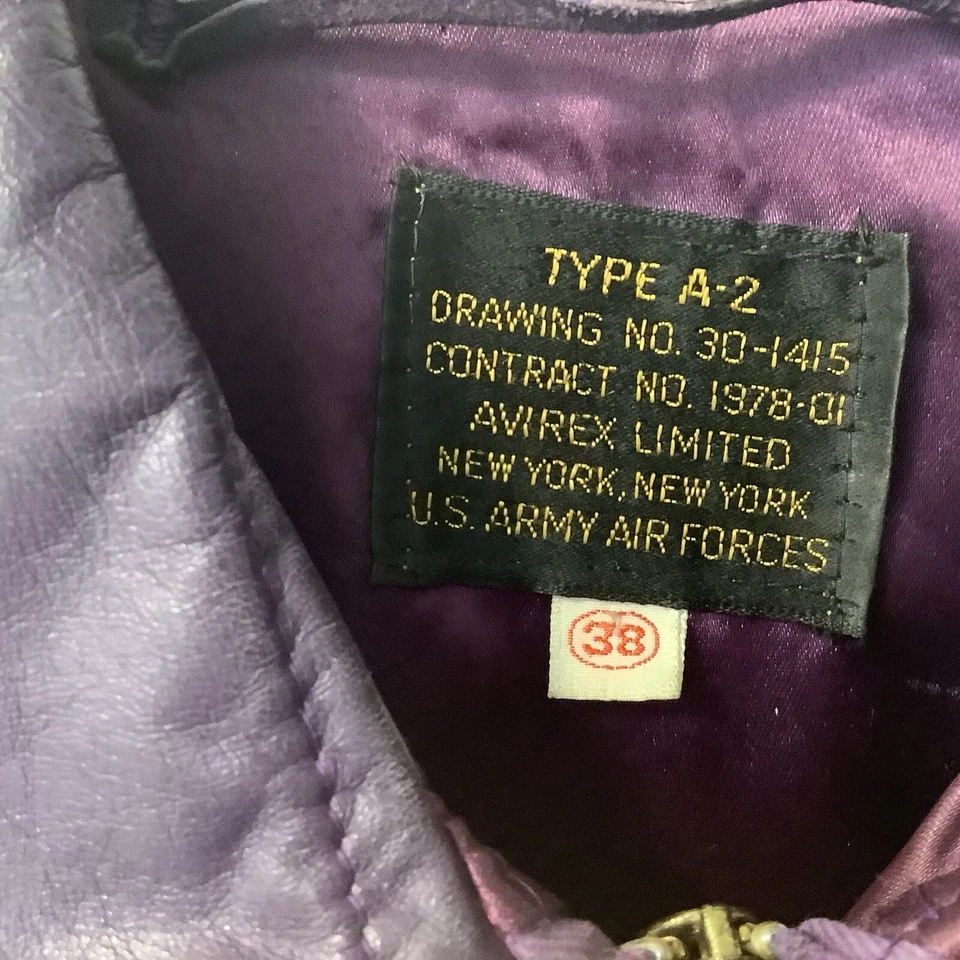 TYPE A-2
DRAWING NO. 30-1415
CONTRACT NO. 1978-01
AVIREX LIMITED
NEW YORK, NEW YORK
U.S. ARMY AIR FORCES
38